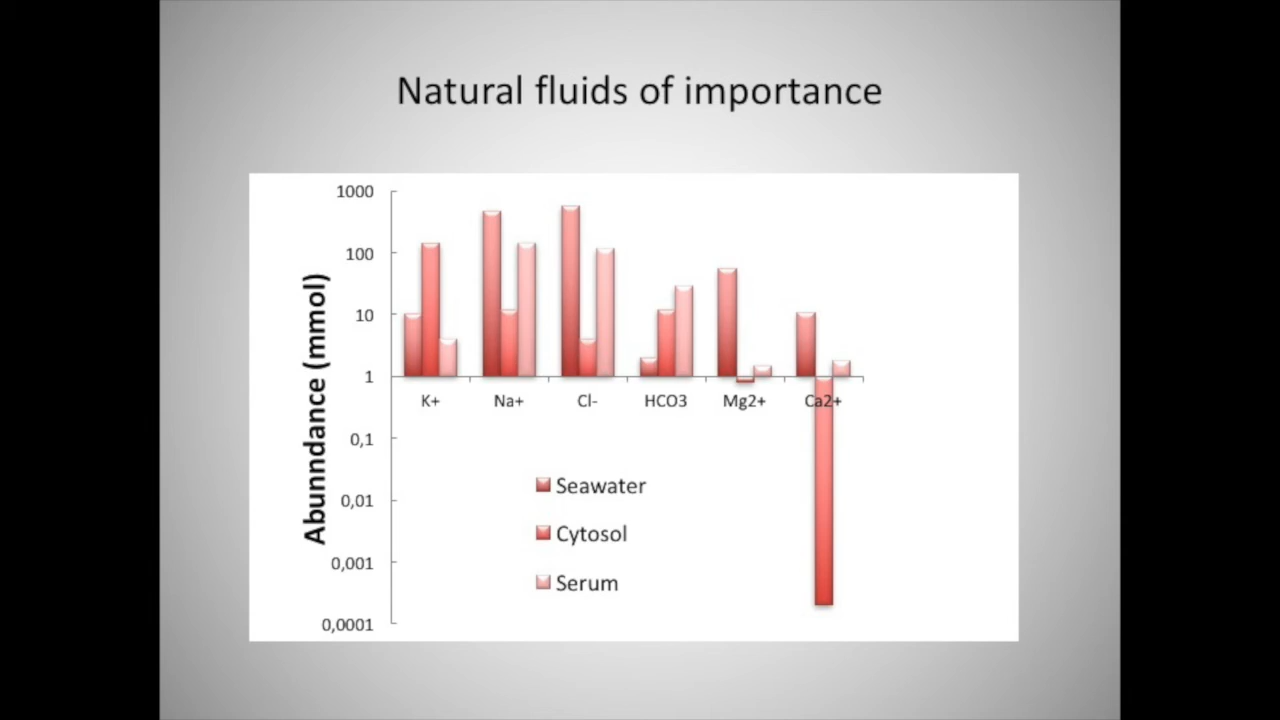 Natural fluids of importance
Abunndance (mmol)
1000
100
10
1
0,1
0,01
0,001
0,0001
K+ Na+ Cl- HCO3 Mg2+ Ca2+
Seawater
Cytosol
Serum